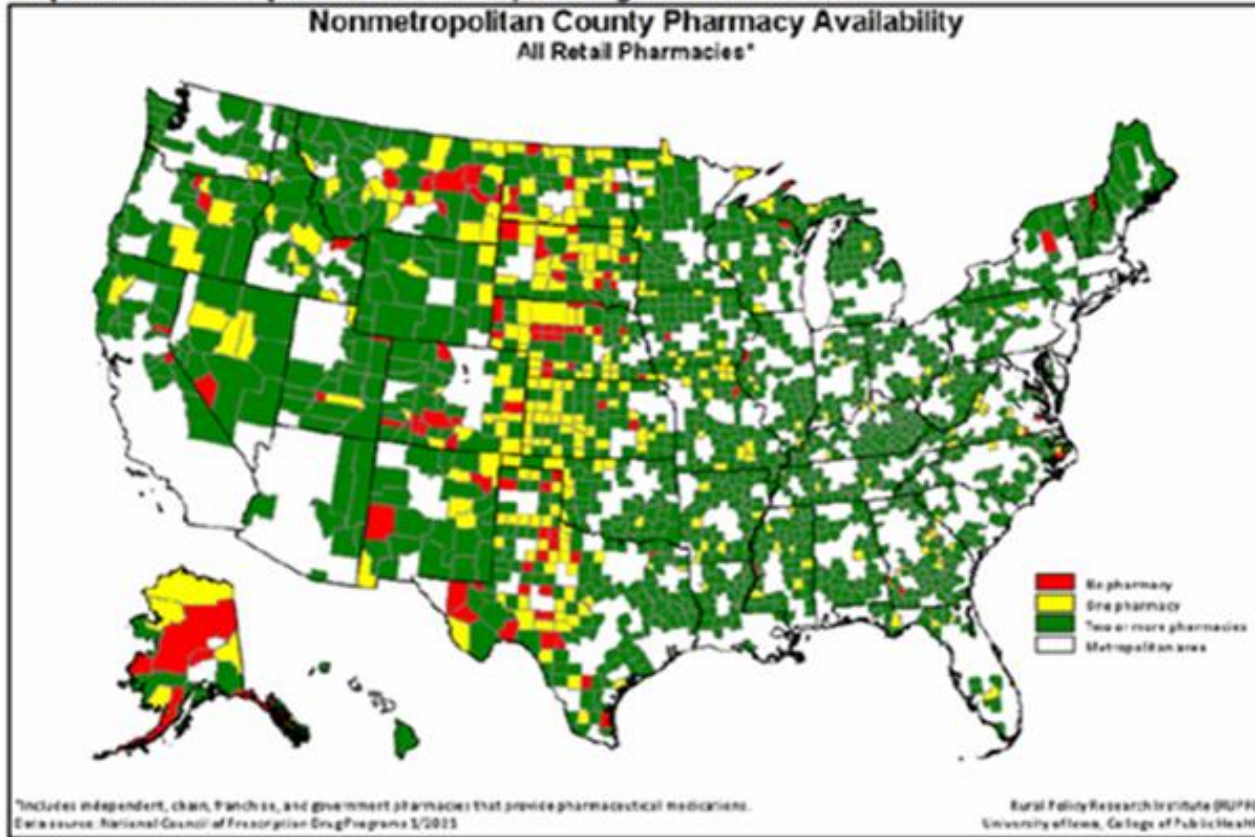 Nonmetropolitan County Pharmacy Availability
All Retail Pharmacies*
No pharmacy
One pharmacy
Two or more pharmacies
Metropolitan area
*Includes independent, chain, franchise, and government pharmacies that provide pharmaceutical medications.
Rural Policy Research Institute (RUPRI
Data source: National Council of Prescription Drug Programs
University of Iowa, College of Public Health